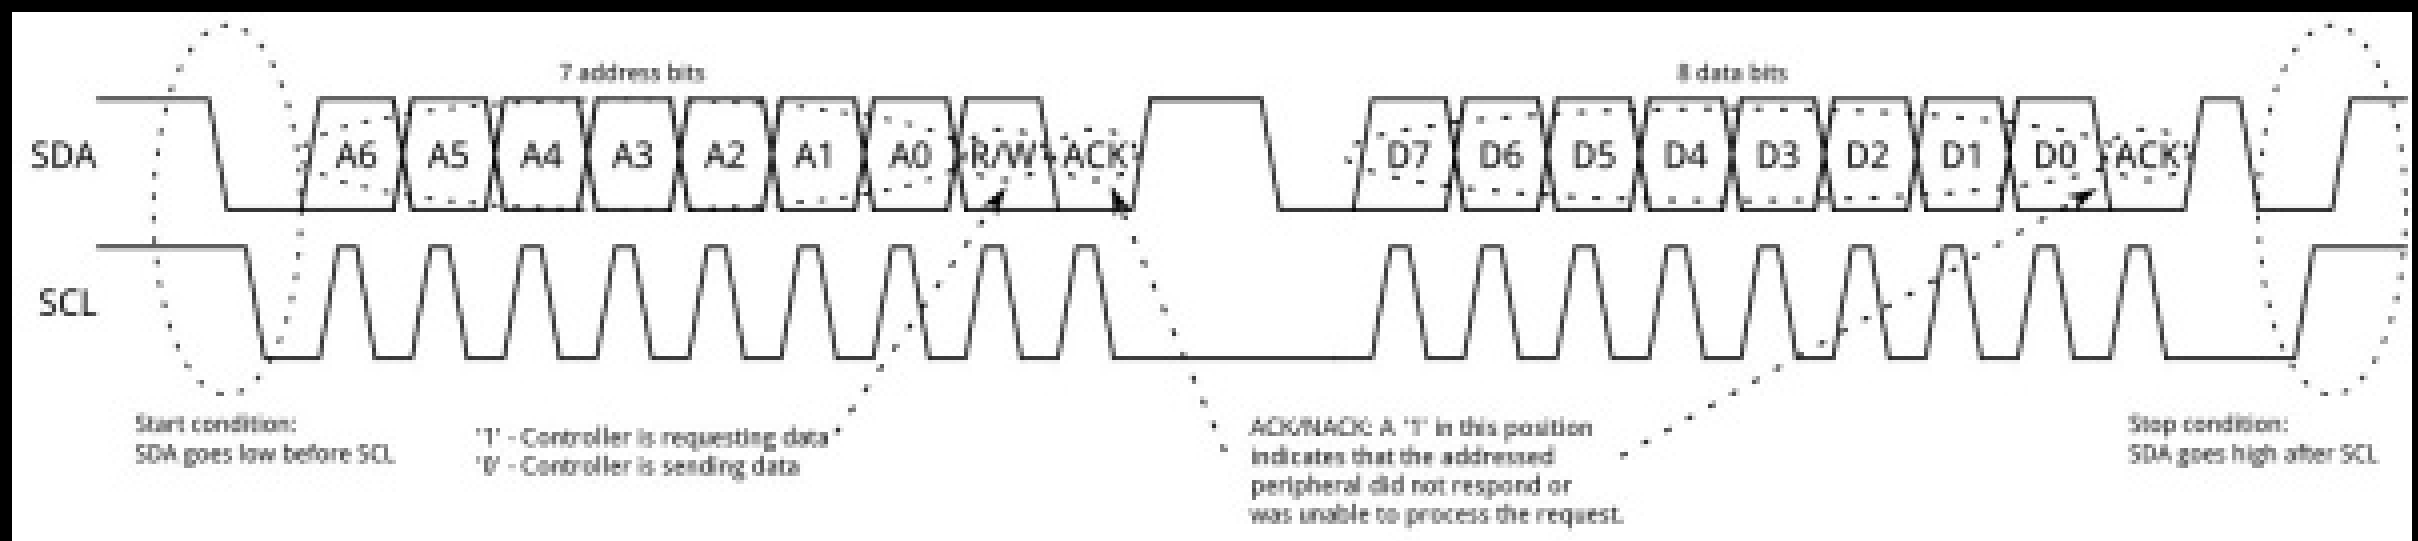 7 address bits
8 data bits
SDA
A6 A5 A4 A3 A2 A1 A0 R/W ACK
D7 D6 D5 D4 D3 D2 D1 D0 ACK
SCL
Start condition:
SDA goes low before SCL
'1' - Controller is requesting data
'0' - Controller is sending data
ACK/NACK: A '1' in this position
indicates that the addressed
peripheral did not respond or
was unable to process the request.
Stop condition:
SDA goes high after SCL